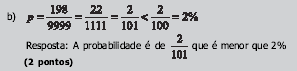 b) p = 198/9999 = 22/1111 = 2/101 < 2/100 = 2%
Resposta: A probabilidade é de 2/101 que é menor que 2%
(2 pontos)